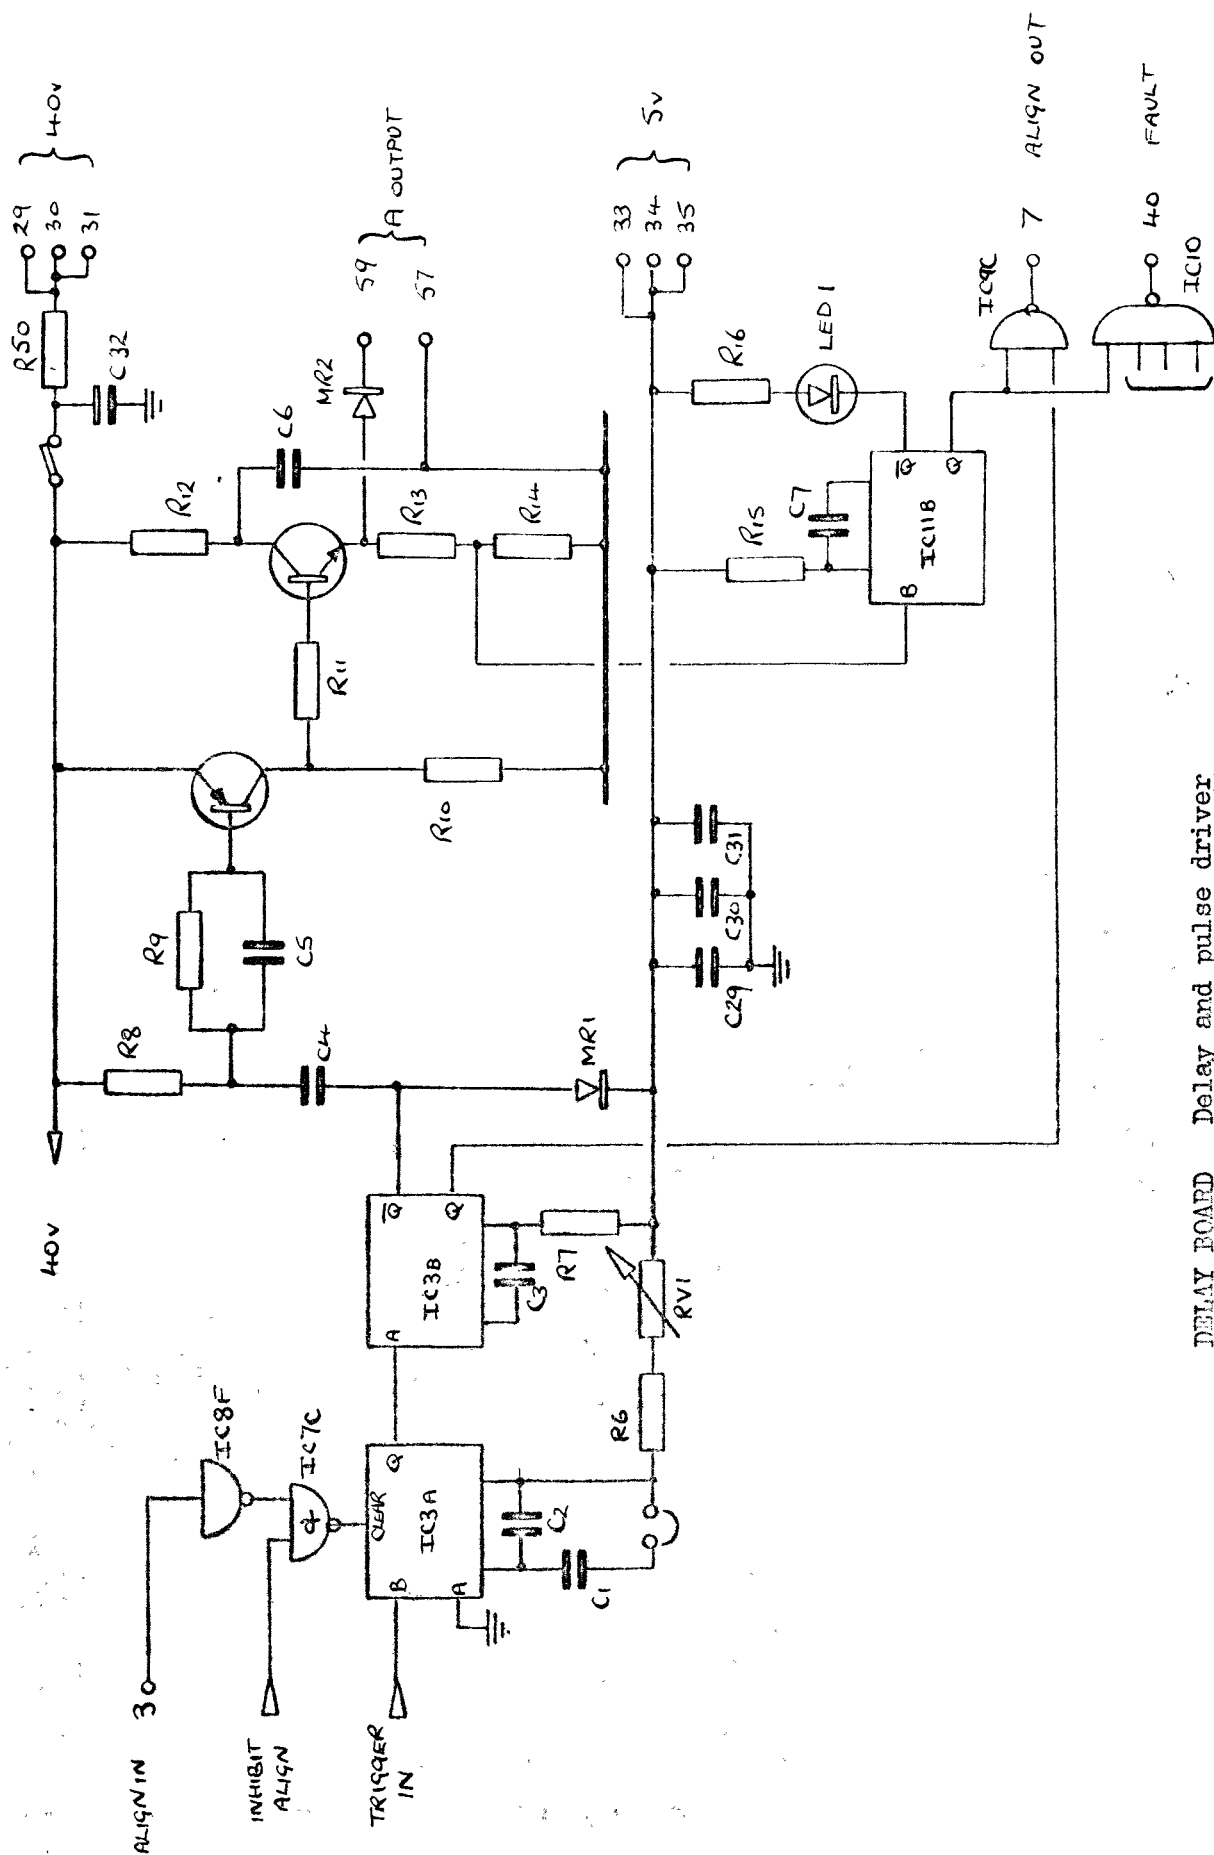 40v
29
30
31
40v
R50
C32
R12
C6
MR2
59
57
A OUTPUT
R13
R14
R11
R10
R9
C5
R8
C4
MR1
33
34
35
5v
R16
LED 1
R15
C7
B
IC11B
Q
Q
IC9C
7 ALIGN OUT
40 FAULT
IC10
C29
C30
C31
Q
Q
IC3B
A
C3
R7
RV1
R6
ALIGN IN 3
IC8F
IC7C
&
INHIBIT
ALIGN
TRIGGER
IN
CLEAR
Q
B
IC3A
A
C2
C1
DELAY BOARD Delay and pulse driver